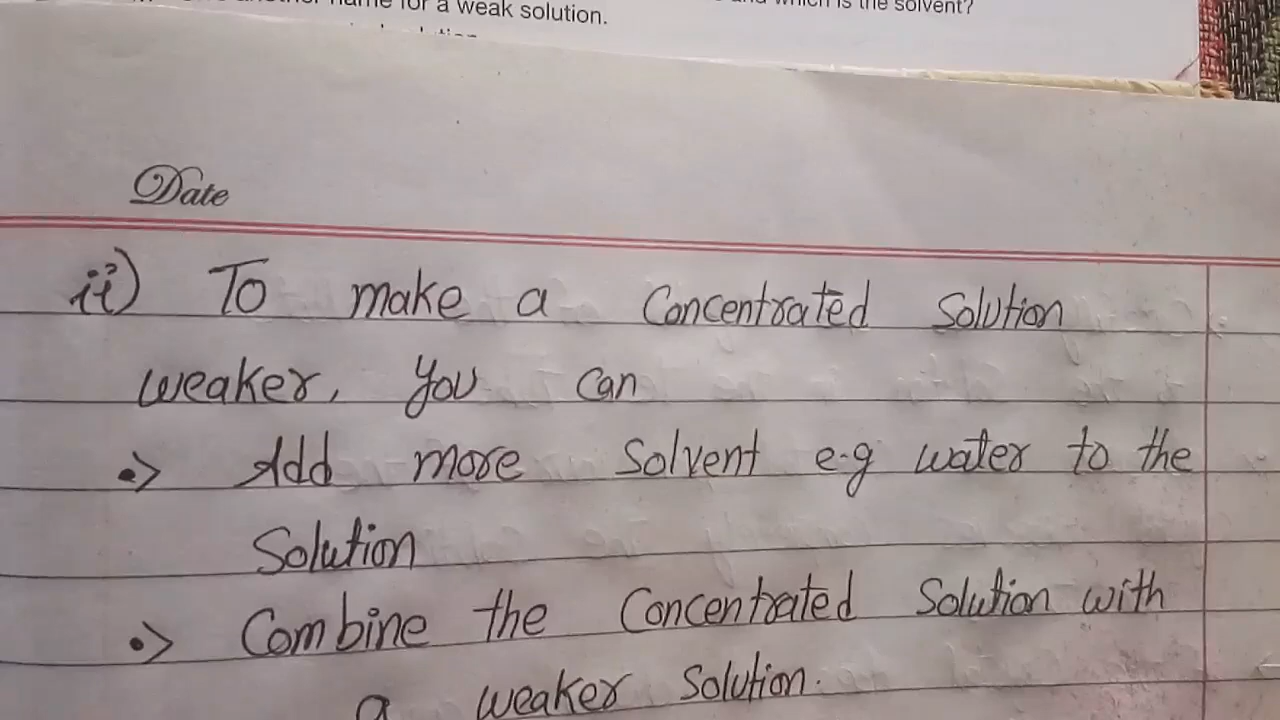 name for a weak solution.
which is the solvent?
Date
ii) To make a Concentrated Solution
weaker, you can
•> Add more Solvent e-g water to the
Solution
•> Combine the Concentrated Solution with
a weaker Solution.